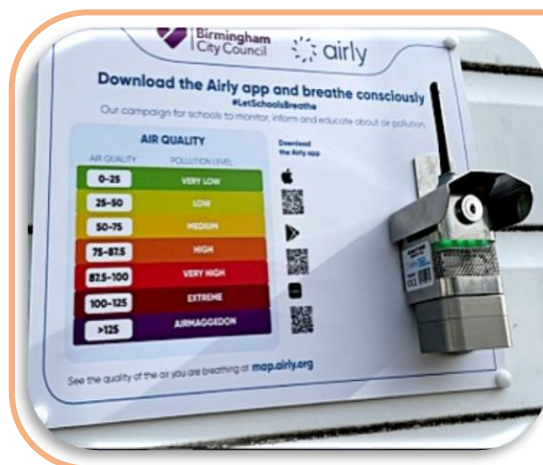 Birmingham
City Council
airly
Download the Airly app and breathe consciously
#LetSchoolsBreathe
Our campaign for schools to monitor, inform and educate about air pollution.
AIR QUALITY
AIR QUALITY POLLUTION LEVEL
0-25 VERY LOW
25-50 LOW
50-75 MEDIUM
75-87.5 HIGH
87.5-100 VERY HIGH
100-125 EXTREME
>125 AIRMAGGEDON
Download
the Airly app
See the quality of the air you are breathing at map.airly.org